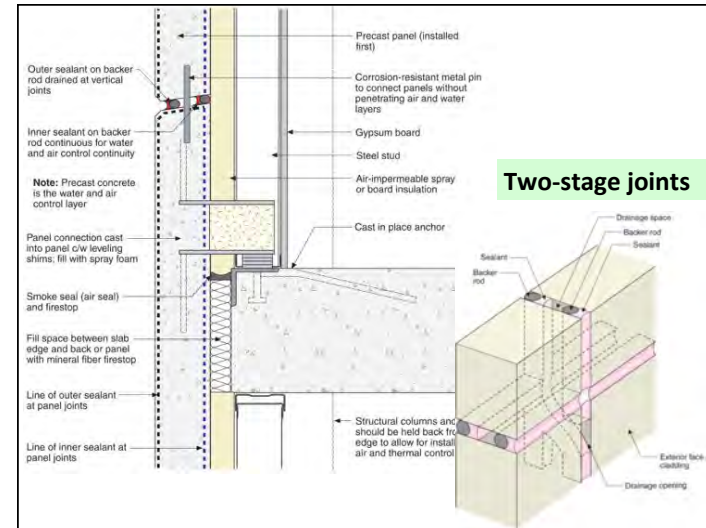 Precast panel (installed
first)
Outer sealant on backer
rod drained at vertical
joints
Corrosion-resistant metal pin
to connect panels without
penetrating air and water
layers
Inner sealant on backer
rod continuous for water
and air control continuity
Gypsum board
Steel stud
Note: Precast concrete
is the water and air
control layer
Air-impermeable spray
or board insulation
Panel connection cast
into panel c/w leveling
shims; fill with spray foam
Cast in place anchor
Smoke seal (air seal)
and firestop
Fill space between slab
edge and back or panel
with mineral fiber firestop
Line of outer sealant
at panel joints
Line of inner sealant at
panel joints
Structural columns and
should be held back fro
edge to allow for install
air and thermal control
Two-stage joints
Drainage space
Backer rod
Sealant
Sealant
Backer
rod
Exterior face,
cladding
Drainage opening